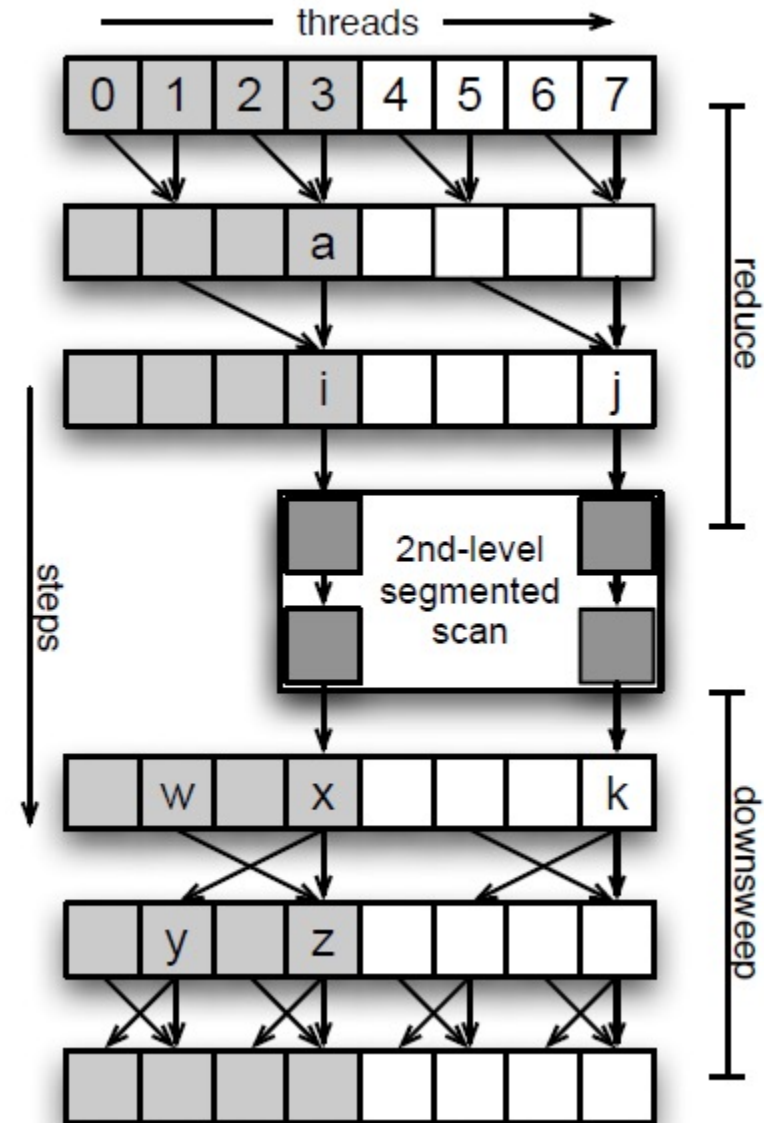 threads
0 1 2 3 4 5 6 7
a
reduce
i j
2nd-level
segmented
scan
steps
w x k
downsweep
y z